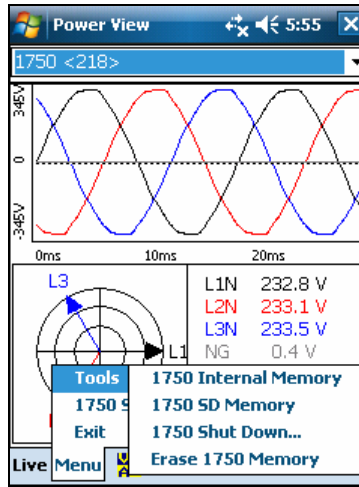 Power View 5:55
1750 <218>
345V
0
-345V
0ms 10ms 20ms
L3
L1
L1N 232.8 V
L2N 233.1 V
L3N 233.5 V
NG 0.4 V
Tools
1750 S
Exit
1750 Internal Memory
1750 SD Memory
1750 Shut Down...
Erase 1750 Memory
Live Menu